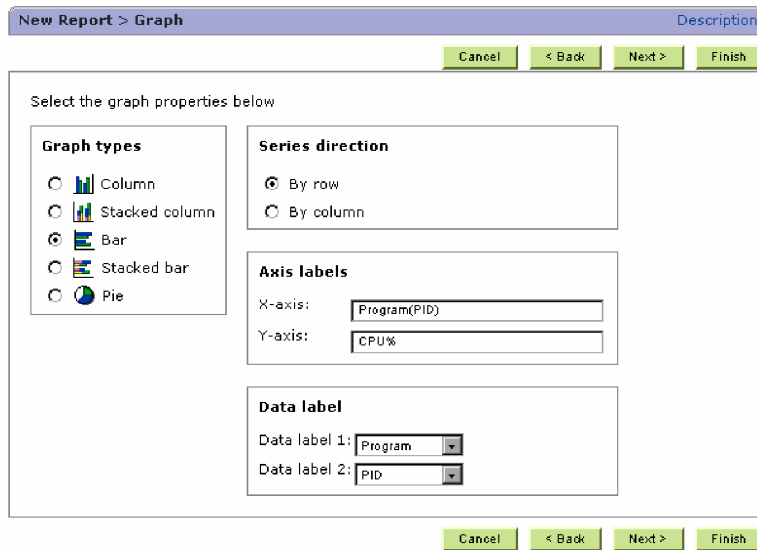 New Report > Graph Description
Cancel < Back Next > Finish
Select the graph properties below
Graph types
Column
Stacked column
Bar
Stacked bar
Pie
Series direction
By row
By column
Axis labels
X-axis: Program(PID)
Y-axis: CPU%
Data label
Data label 1: Program
Data label 2: PID
Cancel < Back Next > Finish